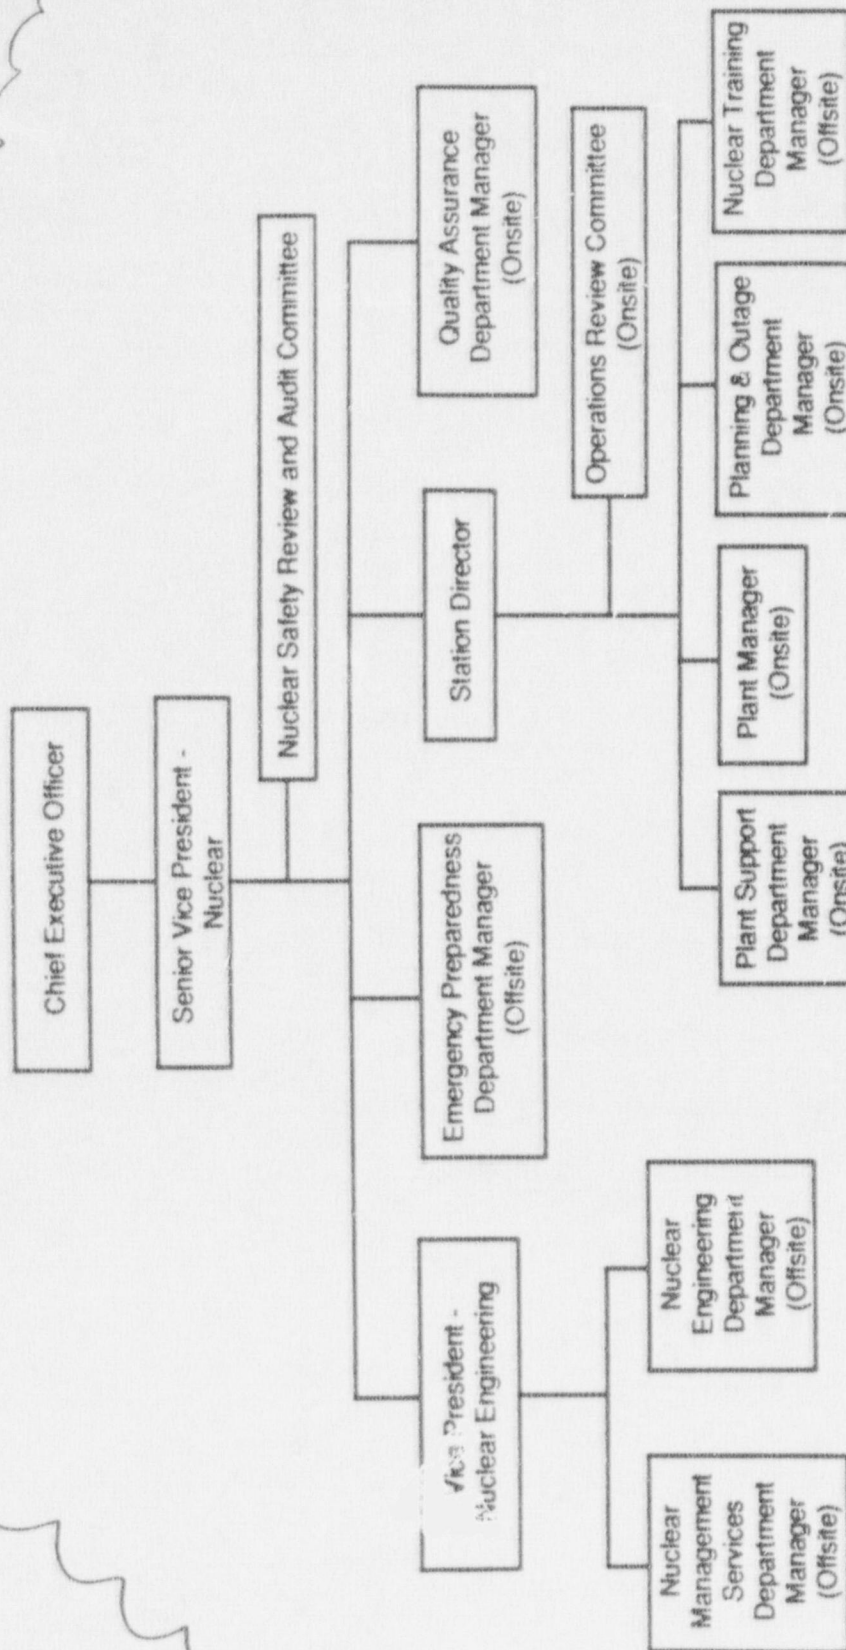 Chief Executive Officer
Senior Vice President -
Nuclear
Nuclear Safety Review and Audit Committee
Vice President -
Nuclear Engineering
Emergency Preparedness
Department Manager
(Offsite)
Station Director
Quality Assurance
Department Manager
(Onsite)
Operations Review Committee
(Onsite)
Nuclear
Management
Services
Department
Manager
(Offsite)
Nuclear
Engineering
Department
Manager
(Offsite)
Plant Support
Department
Manager
(Onsite)
Plant Manager
(Onsite)
Planning & Outage
Department
Manager
(Onsite)
Nuclear Training
Department
Manager
(Offsite)